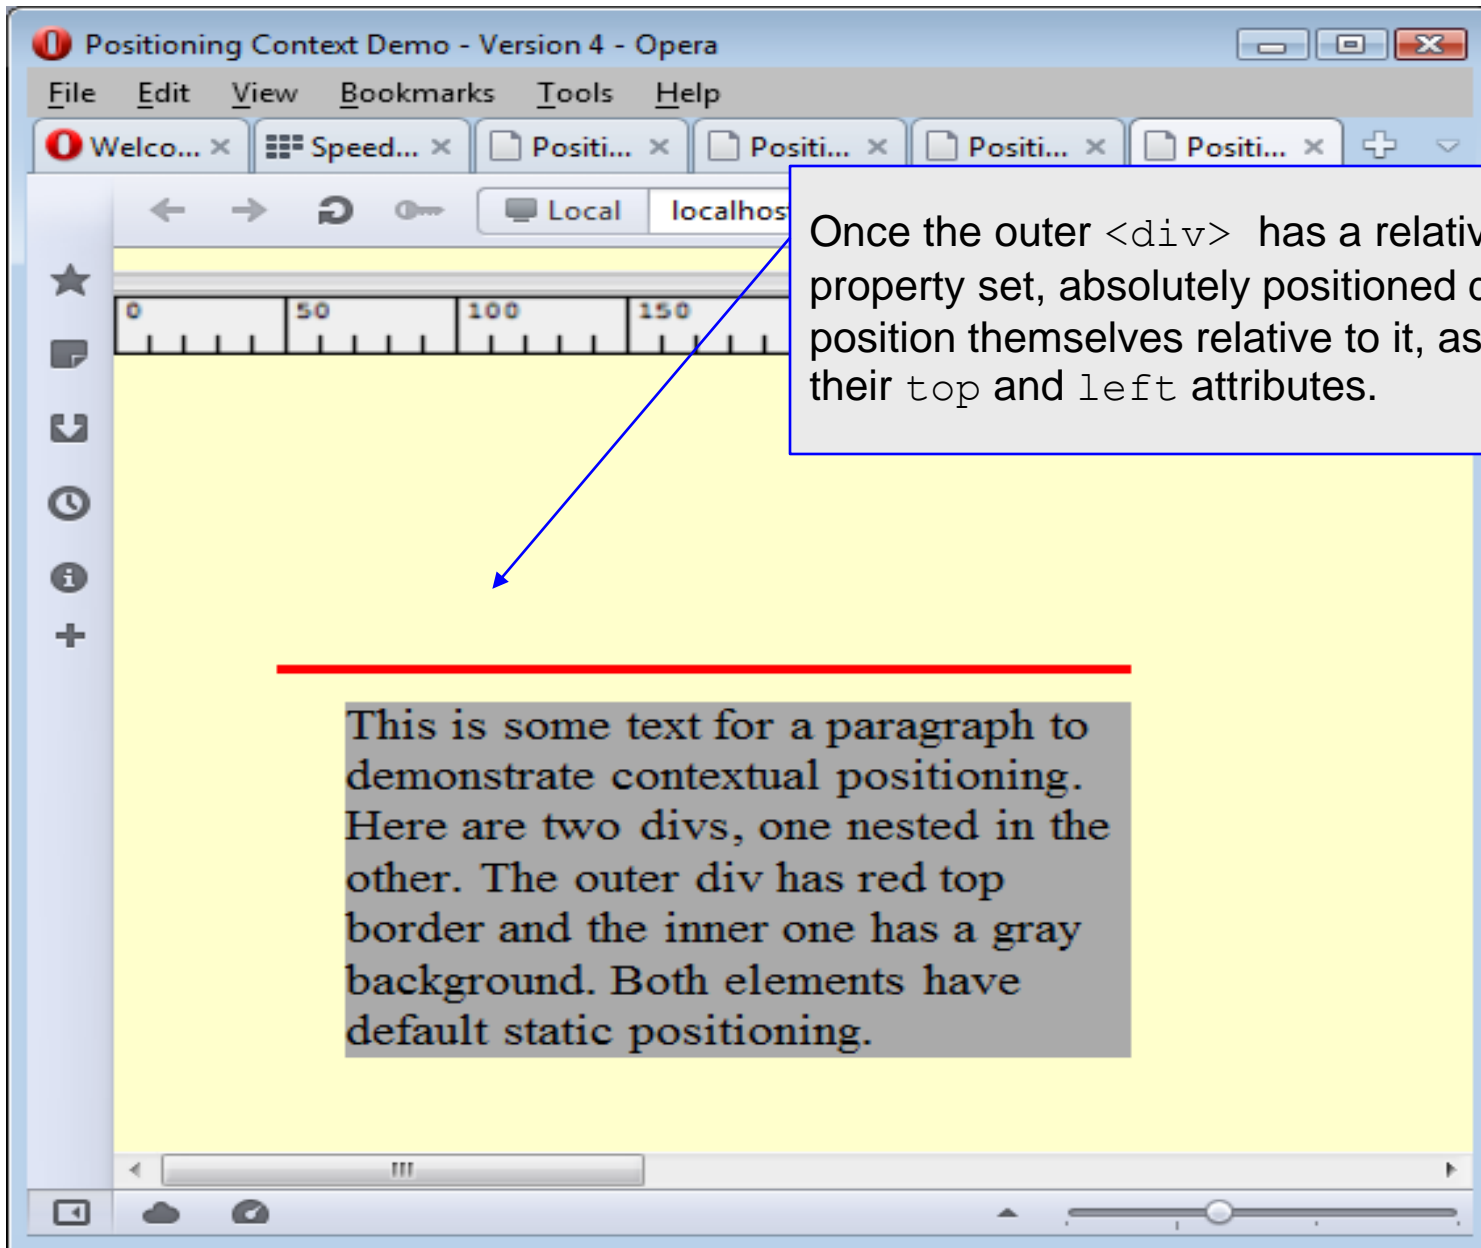 Positioning Context Demo - Version 4 - Opera
File Edit View Bookmarks Tools Help
Welco... Speed... Positi... Positi... Positi... Positi...
Local
0 50 100 150
Once the outer <div> has a
property set, absolutely positioned
position themselves relative to it, as
their top and left attributes.
This is some text for a paragraph to
demonstrate contextual positioning.
Here are two divs, one nested in the
other. The outer div has red top
border and the inner one has a gray
background. Both elements have
default static positioning.